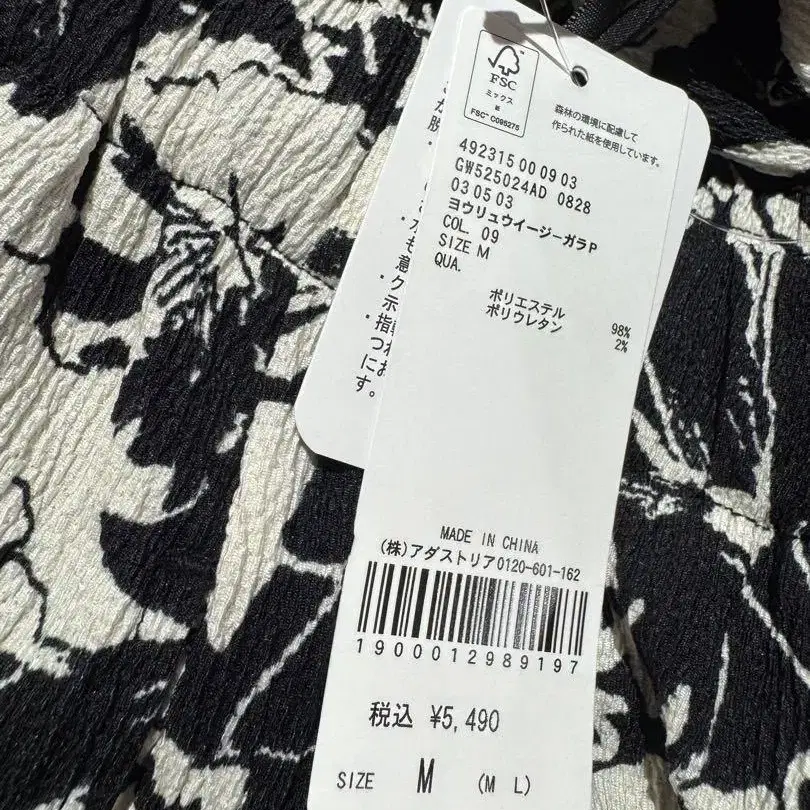 FSC
ミックス
紙
FSC™ C095275
森林の環境に配慮して
作られた紙を使用しています。
492315 00 09 03
GW525024AD 0828
03 05 03
ヨウリュウイージーガラP
COL. 09
SIZE M
QUA.
ポリエステル 98%
ポリウレタン 2%
MADE IN CHINA
(株)アダストリア0120-601-162
1900012989197
税込 ¥5,490
SIZE M (M L)